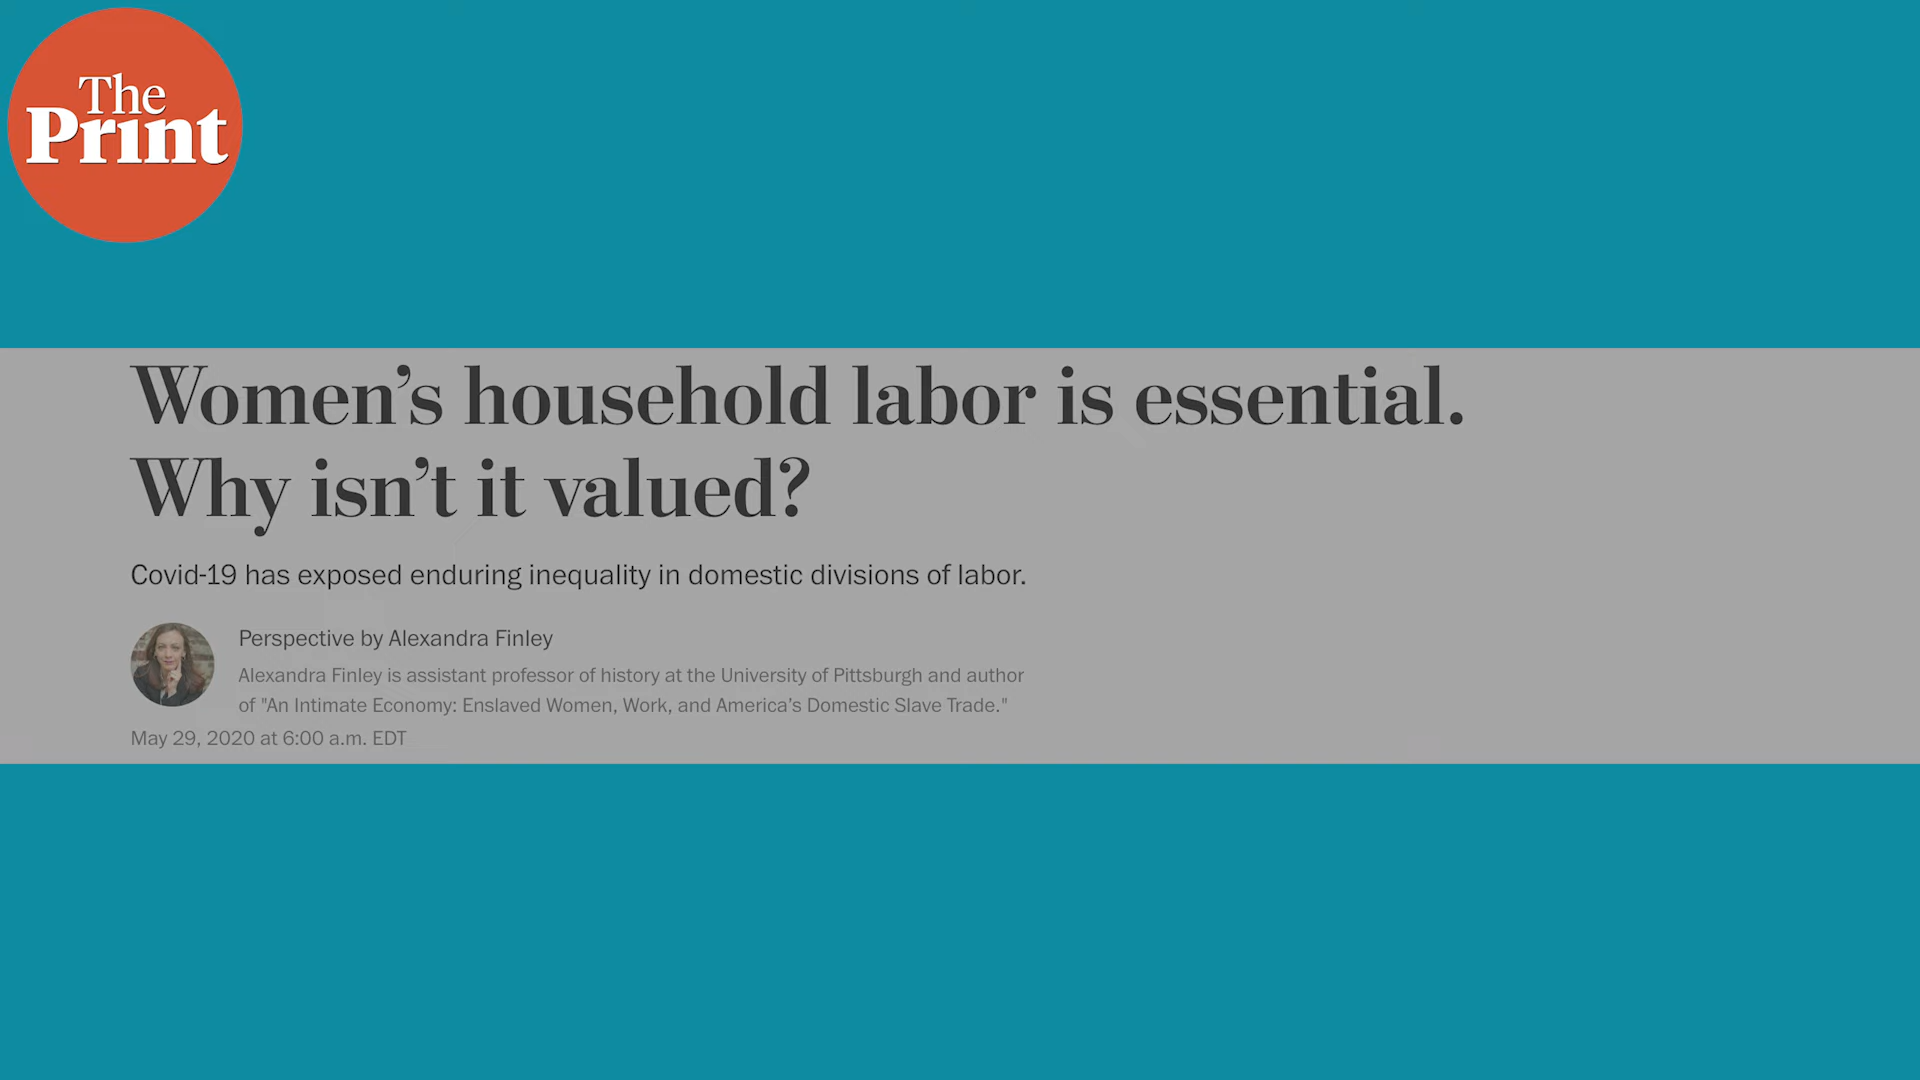 The
Print
Women’s household labor is essential.
Why isn’t it valued?
Covid-19 has exposed enduring inequality in domestic divisions of labor.
Perspective by Alexandra Finley
Alexandra Finley is assistant professor of history at the University of Pittsburgh and author
of "An Intimate Economy: Enslaved Women, Work, and America’s Domestic Slave Trade."
May 29, 2020 at 6:00 a.m. EDT